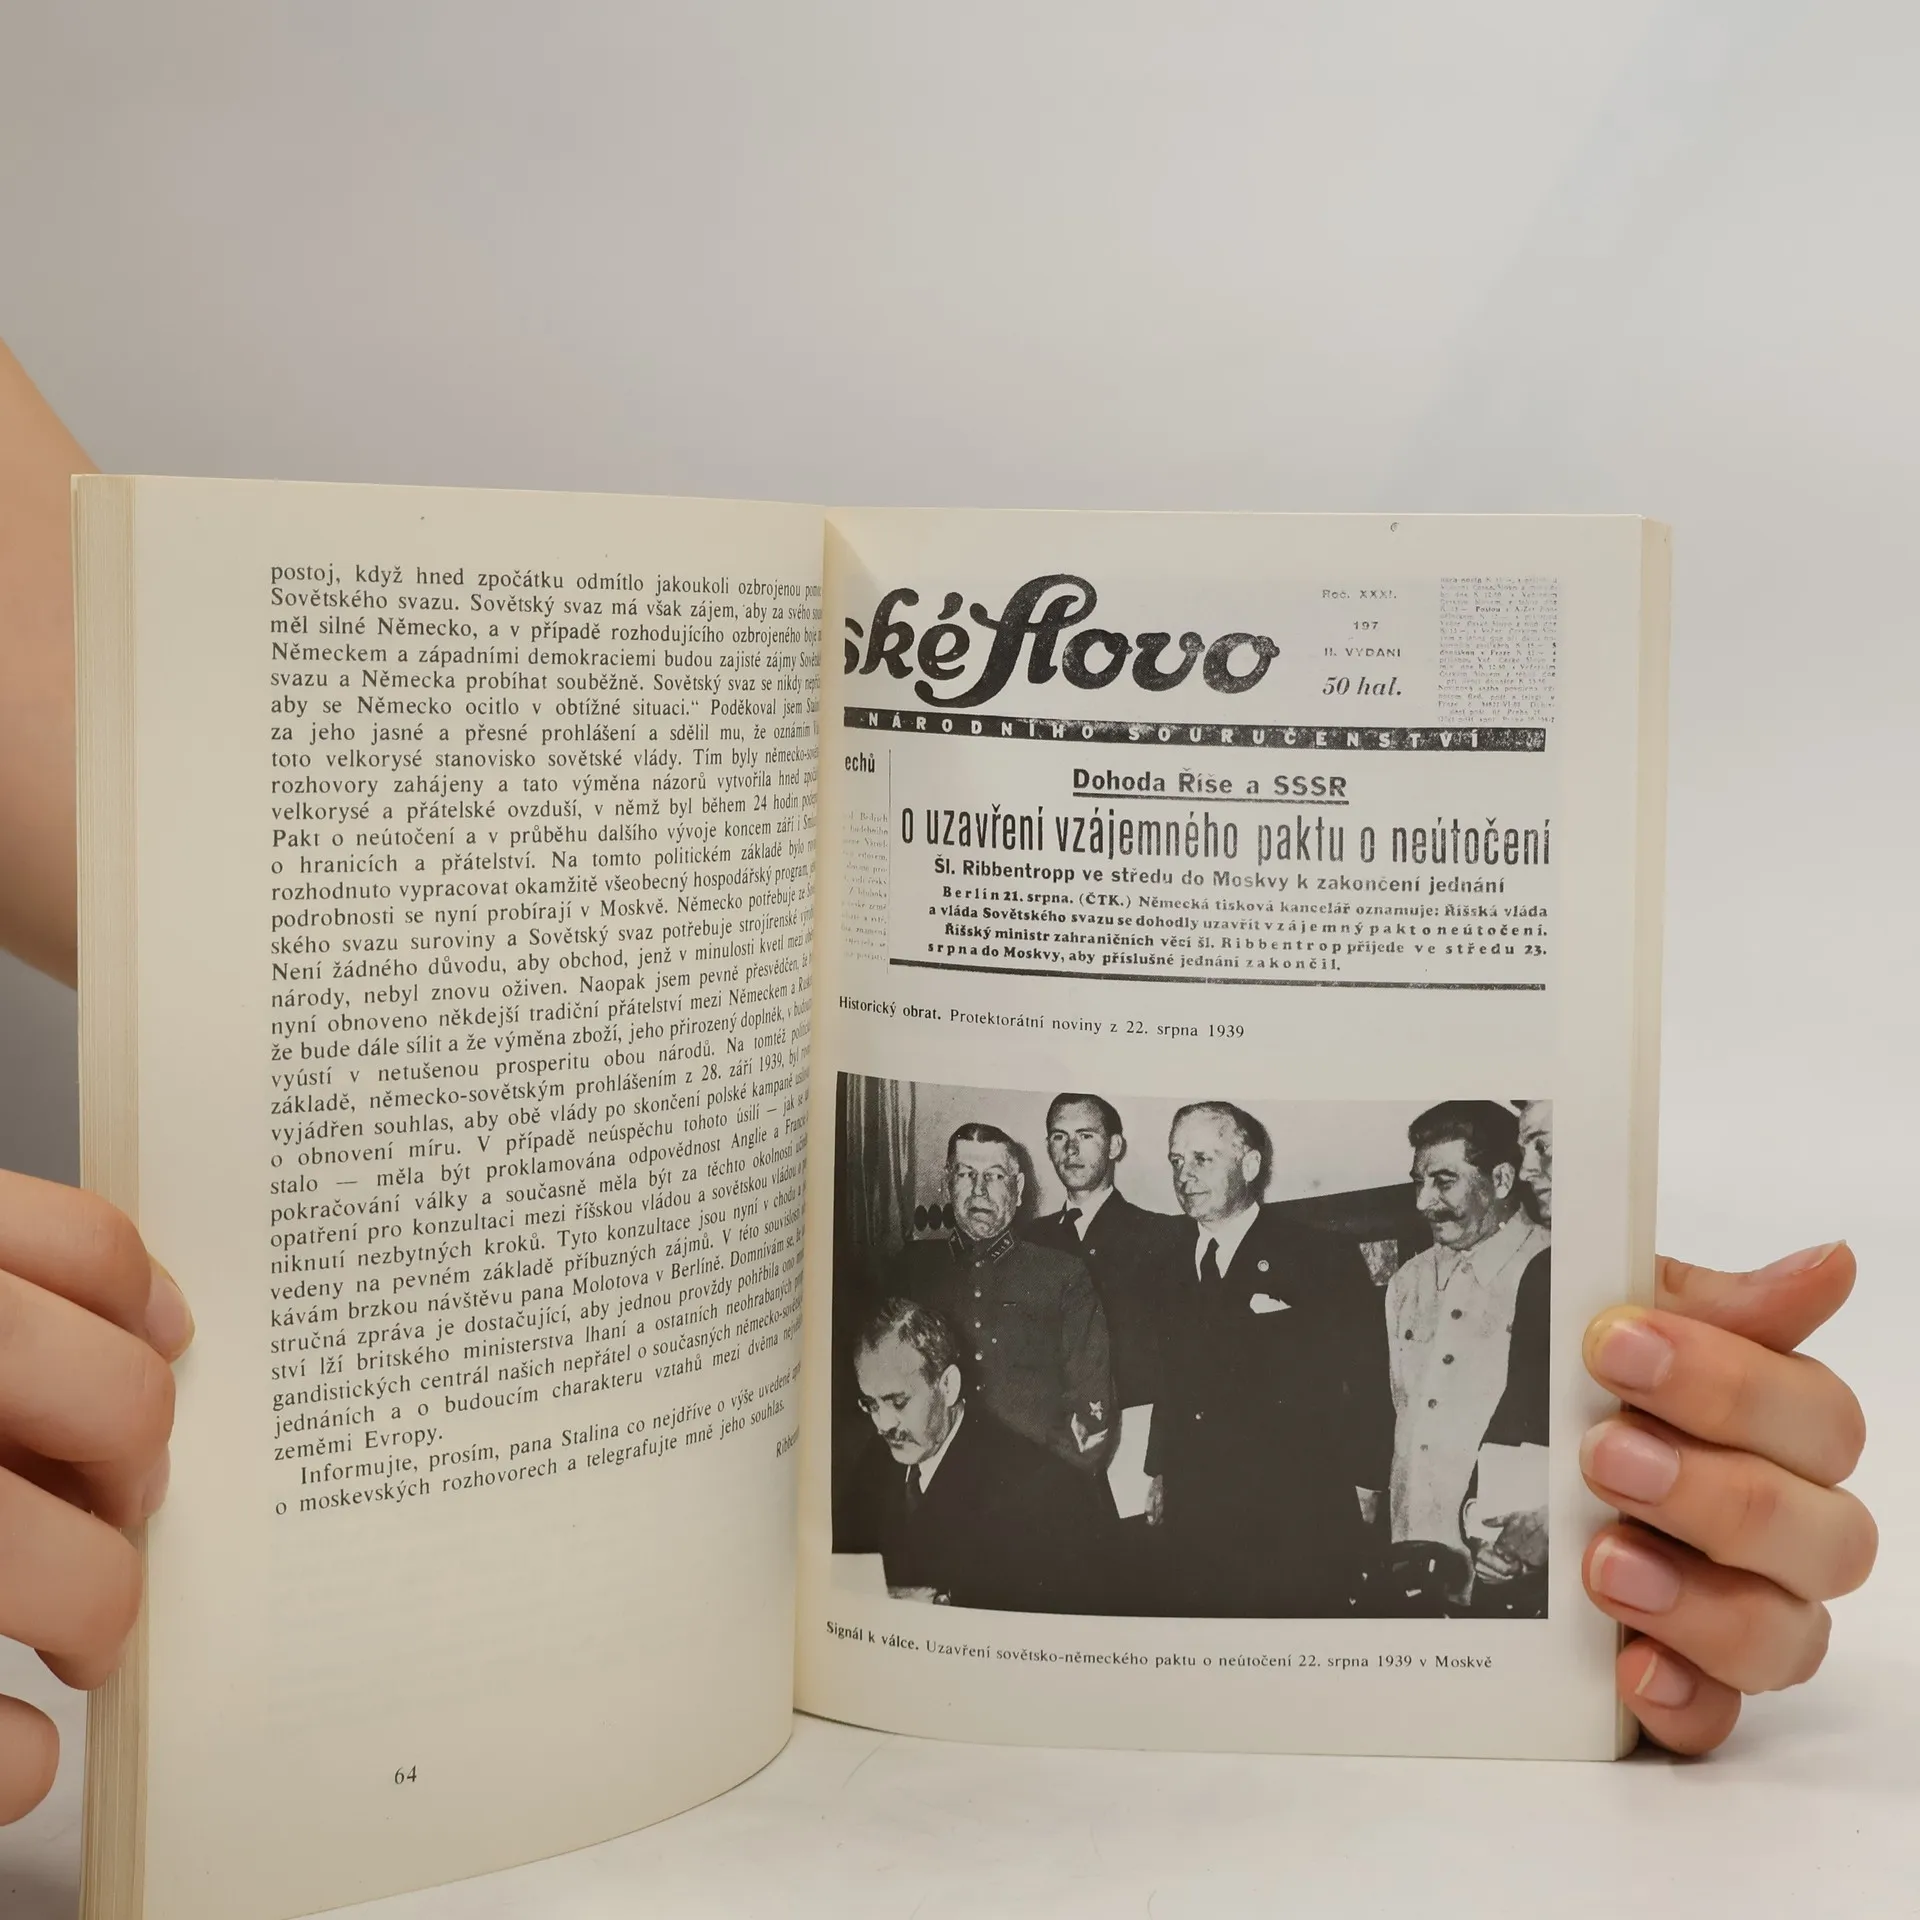 postoj, když hned zpočátku odmítlo jakoukoli ozbrojenou
Sovětského svazu. Sovětský svaz má však zájem, aby za svého
měl silné Německo, a v případě rozhodujícího ozbrojeného boje
Německem a západními demokraciemi budou zajisté zájmy
svazu a Německa probíhat souběžně. Sovětský svaz se nikdy
aby se Německo ocitlo v obtížné situaci.“ Poděkoval jsem
za jeho jasné a přesné prohlášení a sdělil mu, že oznámím
toto velkorysé stanovisko sovětské vlády. Tím byly
rozhovory zahájeny a tato výměna názorů vytvořila hned
velkorysé a přátelské ovzduší, v němž byl během 24 hodin
Pakt o neútočení a v průběhu dalšího vývoje koncem září i
o hranicích a přátelství. Na tomto politickém základě bylo
rozhodnuto vypracovat okamžitě všeobecný hospodářský program,
podrobnosti se nyní probírají v Moskvě. Německo potřebuje ze
ského svazu suroviny a Sovětský svaz potřebuje strojírenské
Není žádného důvodu, aby obchod, jenž v minulosti kvetl mezi
národy, nebyl znovu oživen. Naopak jsem pevně přesvědčen, že
nyní obnoveno někdejší tradiční přátelství mezi Německem a
že bude dále sílit a že výměna zboží, jeho přirozený doplněk, v
vyústí v netušenou prosperitu obou národů. Na tomtéž
základě, německo-sovětským prohlášením z 28. září 1939, byl
vyjádřen souhlas, aby obě vlády po skončení polské kampaně
o obnovení míru. V případě neúspěchu tohoto úsilí — jak se
stalo — měla být proklamována odpovědnost Anglie a
pokračování války a současně měla být za těchto okolností
opatření pro konzultaci mezi říšskou vládou a sovětskou vládou
niknutí nezbytných kroků. Tyto konzultace jsou nyní v chodu a
vedeny na pevném základě příbuzných zájmů. V této souvislosti
kávám brzkou návštěvu pana Molotova v Berlíně. Domnívám se,
stručná zpráva je dostačující, aby jednou provždy pohřbila ono
ství lží britského ministerstva lhaní a ostatních neohrabaných
gandistických centrál našich nepřátel o současných
jednáních a o budoucím charakteru vztahů mezi dvěma
zeměmi Evropy.
Informujte, prosím, pana Stalina co nejdříve o výše uvedené
o moskevských rozhovorech a telegrafujte mně jeho souhlas.
64
ské slovo
Roč. XXXI.
197
II. VYDANI
50 hal.
NÁRODNÍHO SOURUČENSTVÍ
echů
Dohoda Říše a SSSR
o uzavření vzájemného paktu o neútočení
Šl. Ribbentropp ve středu do Moskvy k zakončení jednání
Berlín 21. srpna. (ČTK.) Německá tisková kancelář oznamuje: Říšská vláda
a vláda Sovětského svazu se dohodly uzavřít vzájemný pakt o neútočení.
Říšský ministr zahraničních věcí šl. Ribbentrop přijede ve středu 23.
srpna do Moskvy, aby příslušné jednání zakončil.
Historický obrat. Protektorátní noviny z 22. srpna 1939
Signál k válce. Uzavření sovětsko-německého paktu o neútočení 22. srpna 1939 v Moskvě